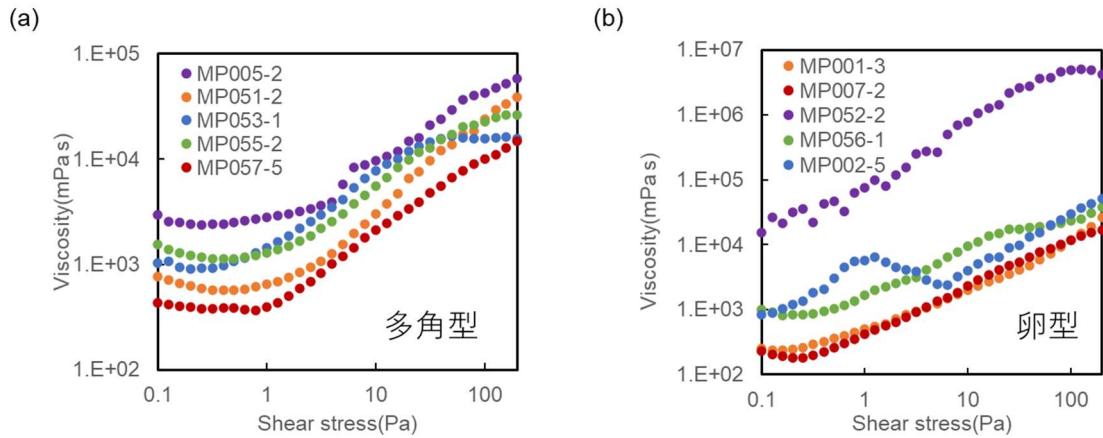 (a)
1.E+05
1.E+04
1.E+03
1.E+02
Viscosity(mPa s)
MP005-2
MP051-2
MP053-1
MP055-2
MP057-5
多角型
0.1
1
10
100
Shear stress(Pa)
(b)
1.E+07
1.E+06
1.E+05
1.E+04
1.E+03
1.E+02
Viscosity(mPa s)
MP001-3
MP007-2
MP052-2
MP056-1
MP002-5
卵型
0.1
1
10
100
Shear stress(Pa)